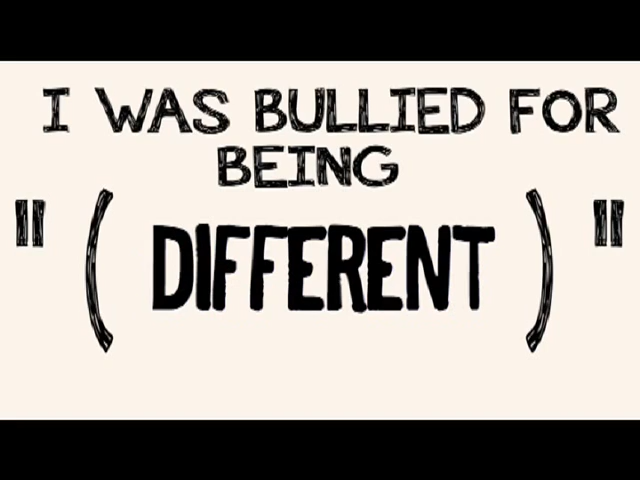 I WAS BULLIED FOR
BEING
"( DIFFERENT )"